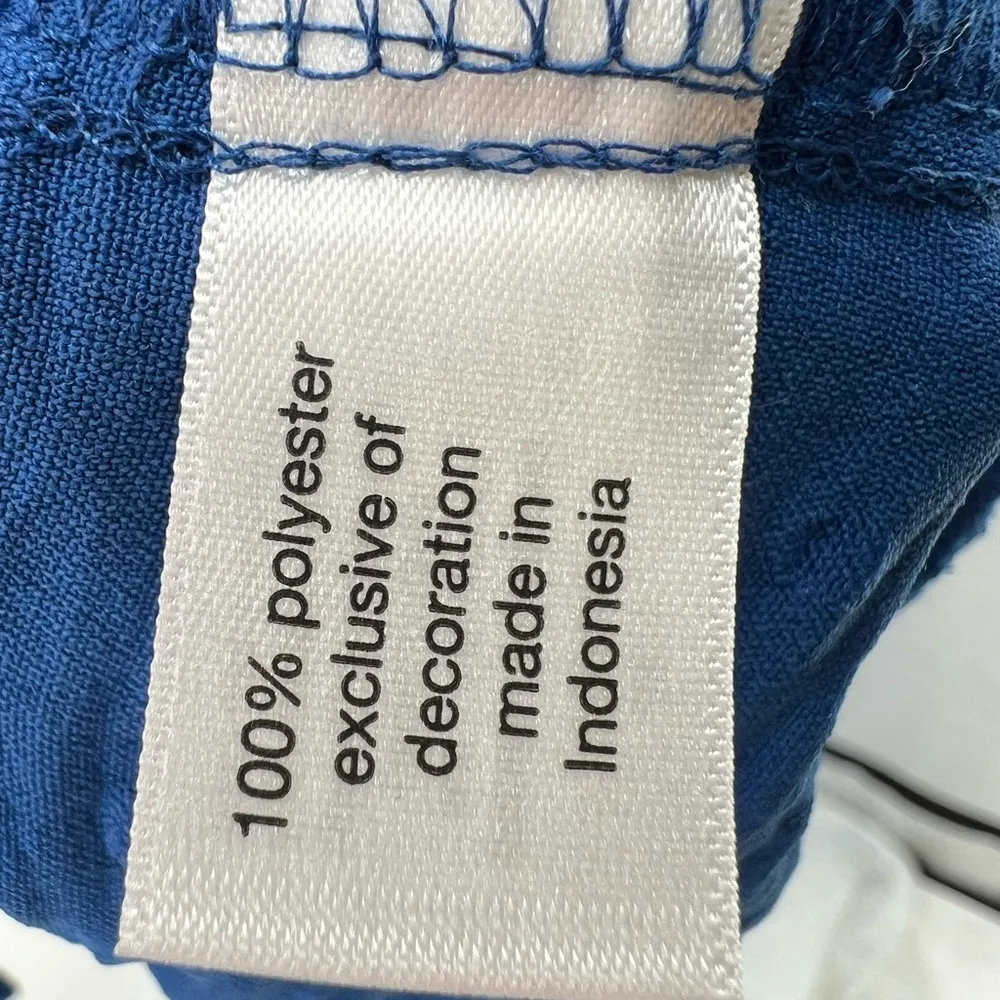 100% polyester
exclusive of
decoration
made in
Indonesia